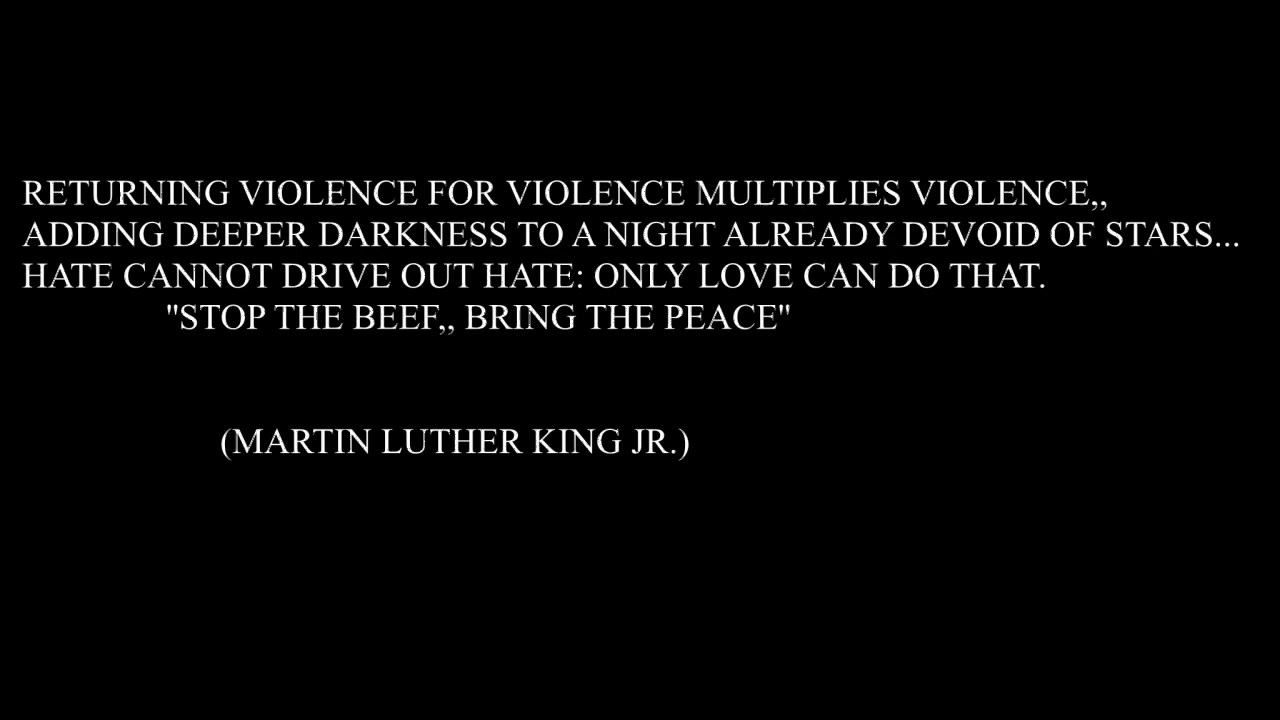 RETURNING VIOLENCE FOR VIOLENCE MULTIPLIES VIOLENCE,,
ADDING DEEPER DARKNESS TO A NIGHT ALREADY DEVOID OF STARS...
HATE CANNOT DRIVE OUT HATE: ONLY LOVE CAN DO THAT.
"STOP THE BEEF,, BRING THE PEACE"
(MARTIN LUTHER KING JR.)